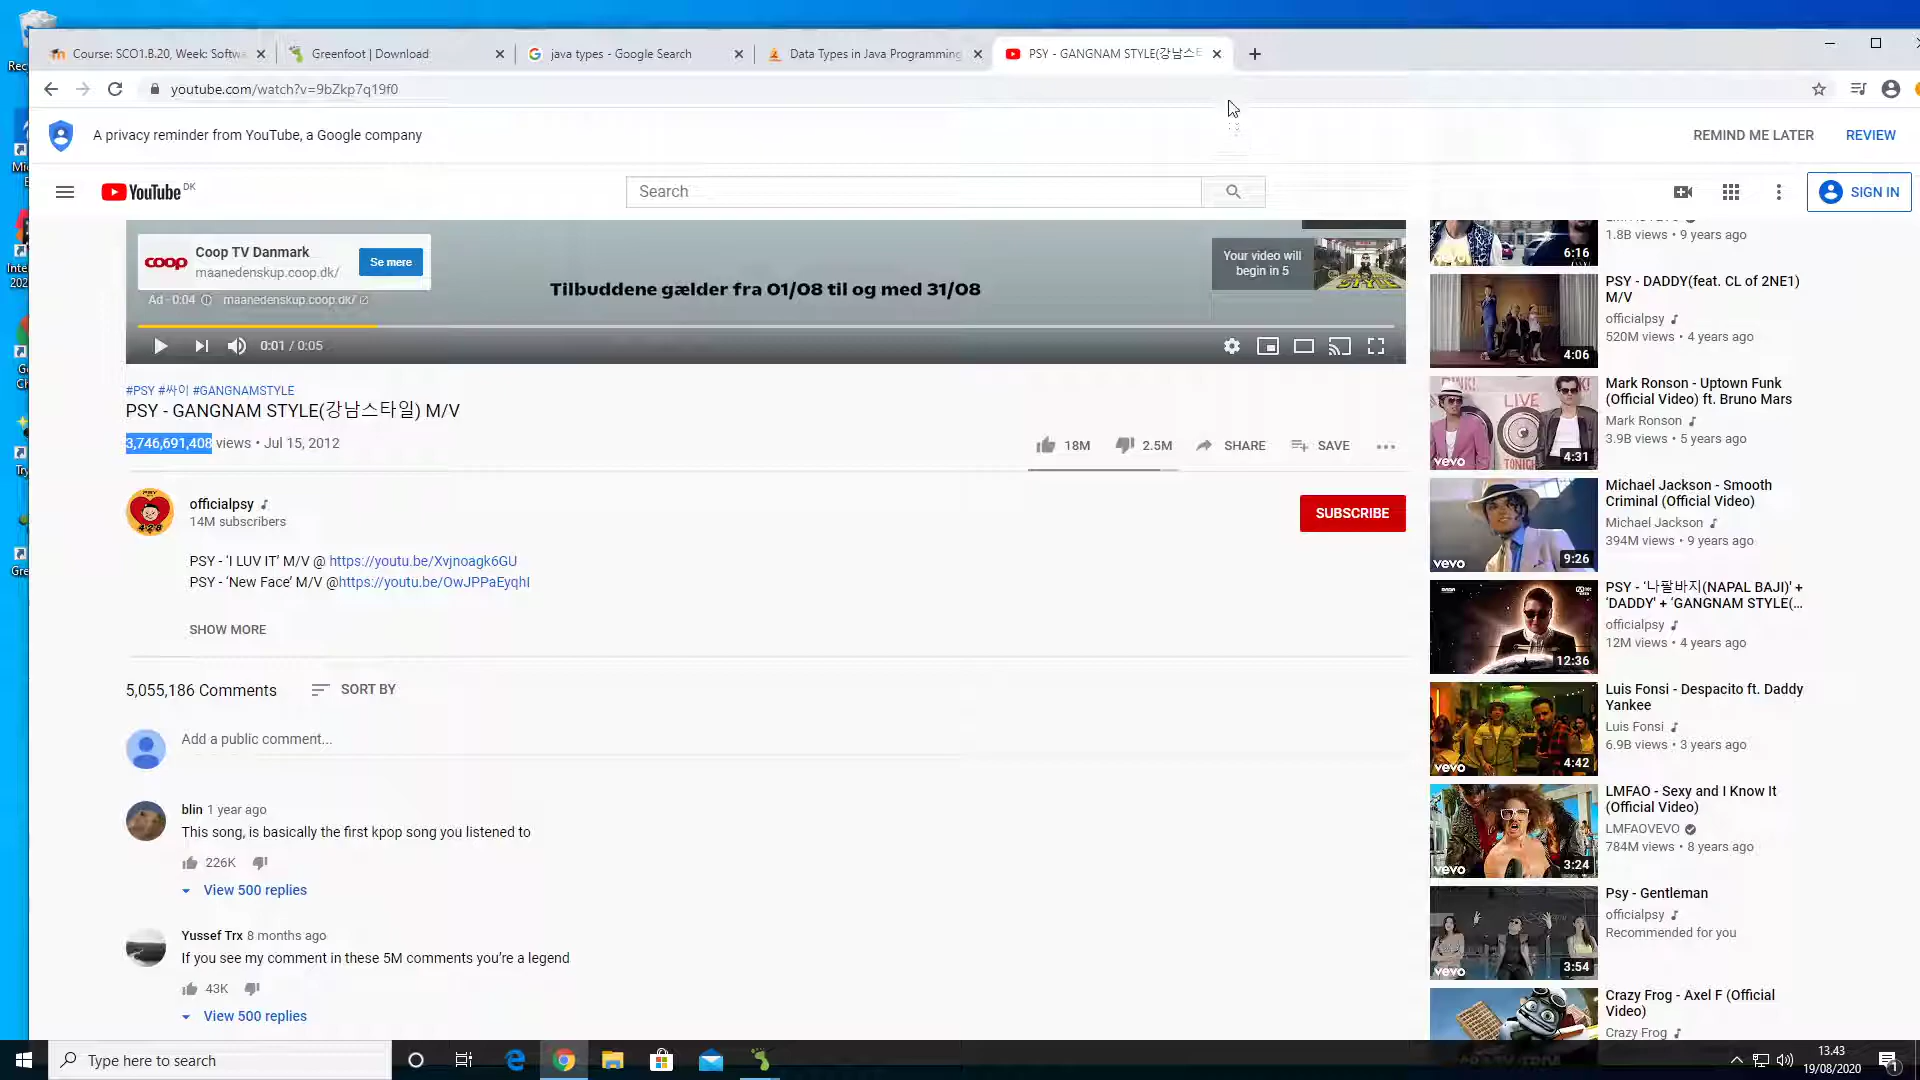 Course: SCO1.B.20, Week: Softwa
Greenfoot | Download
java types - Google Search
Data Types in Java Programming
PSY - GANGNAM STYLE(강남스ㅌ
youtube.com/watch?v=9bZkp7q19f0
A privacy reminder from YouTube, a Google company
REMIND ME LATER
REVIEW
YouTube DK
Search
SIGN IN
coop
Coop TV Danmark
maanedenskup.coop.dk/
Se mere
Ad · 0:04
maanedenskup.coop.dk/
Tilbuddene gælder fra 01/08 til og med 31/08
Your video will
begin in 5
STYLE
0:01 / 0:05
#PSY #싸이 #GANGNAMSTYLE
PSY - GANGNAM STYLE(강남스타일) M/V
3,746,691,408 views • Jul 15, 2012
18M
2.5M
SHARE
SAVE
officialpsy
14M subscribers
SUBSCRIBE
PSY - ‘I LUV IT’ M/V @ https://youtu.be/Xvjnoagk6GU
PSY - ‘New Face’ M/V @https://youtu.be/OwJPPaEyqhI
SHOW MORE
5,055,186 Comments
SORT BY
Add a public comment...
blin 1 year ago
This song, is basically the first kpop song you listened to
226K
View 500 replies
Yussef Trx 8 months ago
If you see my comment in these 5M comments you’re a legend
43K
View 500 replies
1.8B views • 9 years ago
6:16
PSY - DADDY(feat. CL of 2NE1)
M/V
officialpsy
520M views • 4 years ago
4:06
Mark Ronson - Uptown Funk
(Official Video) ft. Bruno Mars
Mark Ronson
3.9B views • 5 years ago
LIVE
vevo
4:31
Michael Jackson - Smooth
Criminal (Official Video)
Michael Jackson
394M views • 9 years ago
vevo
9:26
PSY - ‘나팔바지(NAPAL BAJI)’ +
‘DADDY’ + ‘GANGNAM STYLE(...
officialpsy
12M views • 4 years ago
12:36
Luis Fonsi - Despacito ft. Daddy
Yankee
Luis Fonsi
6.9B views • 3 years ago
vevo
4:42
LMFAO - Sexy and I Know It
(Official Video)
LMFAOVEVO
784M views • 8 years ago
vevo
3:24
Psy - Gentleman
officialpsy
Recommended for you
vevo
3:54
Crazy Frog - Axel F (Official
Video)
Crazy Frog
Type here to search
13.43
19/08/2020
1